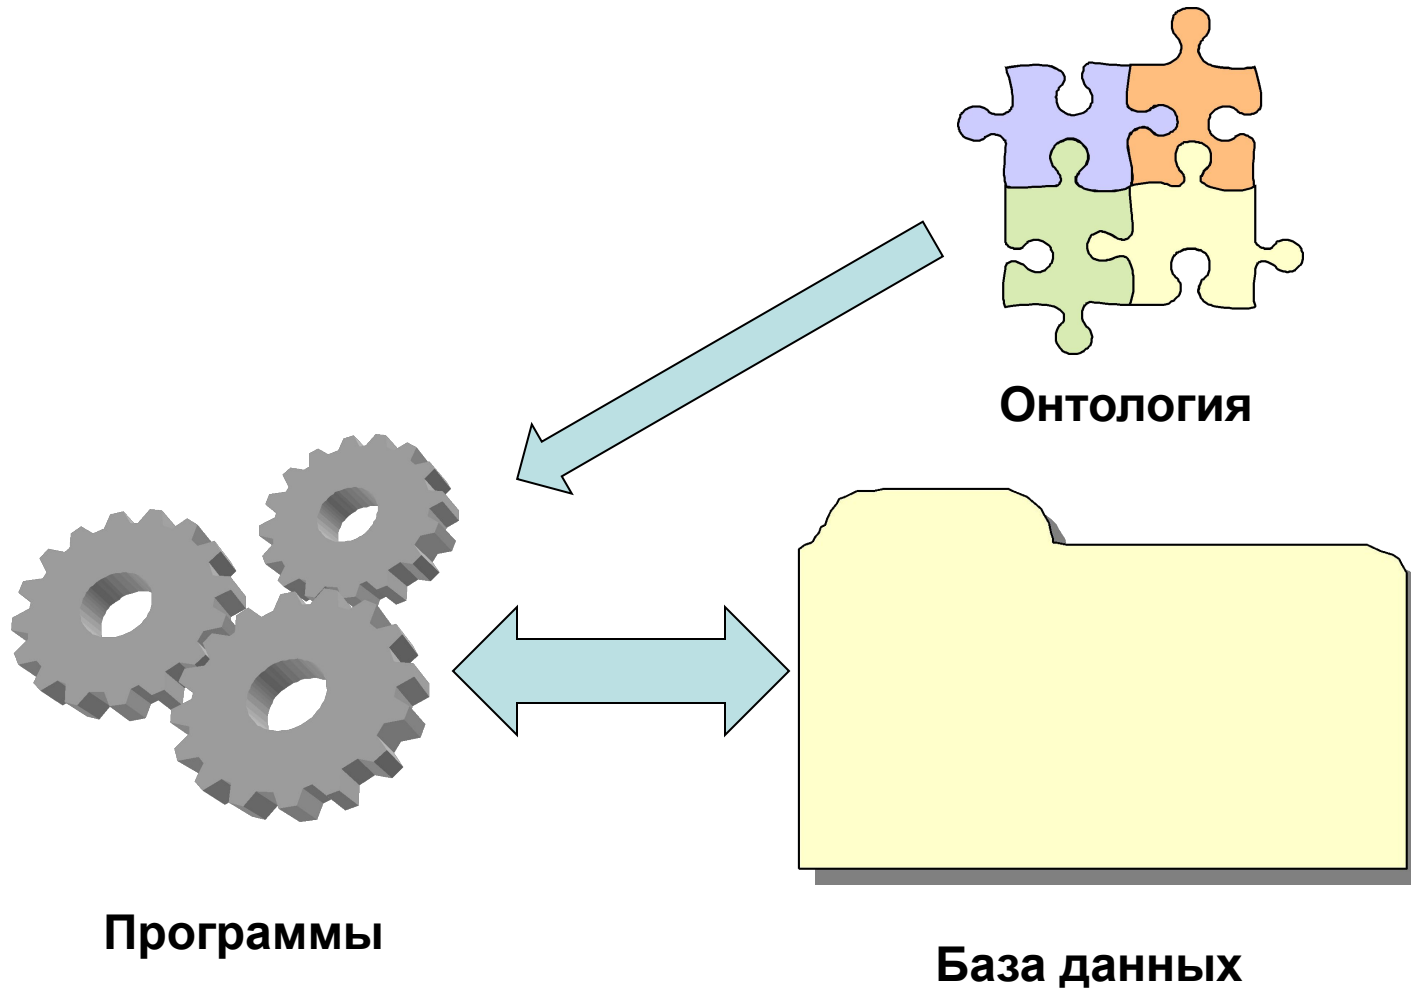 Онтология
Программы
База данных